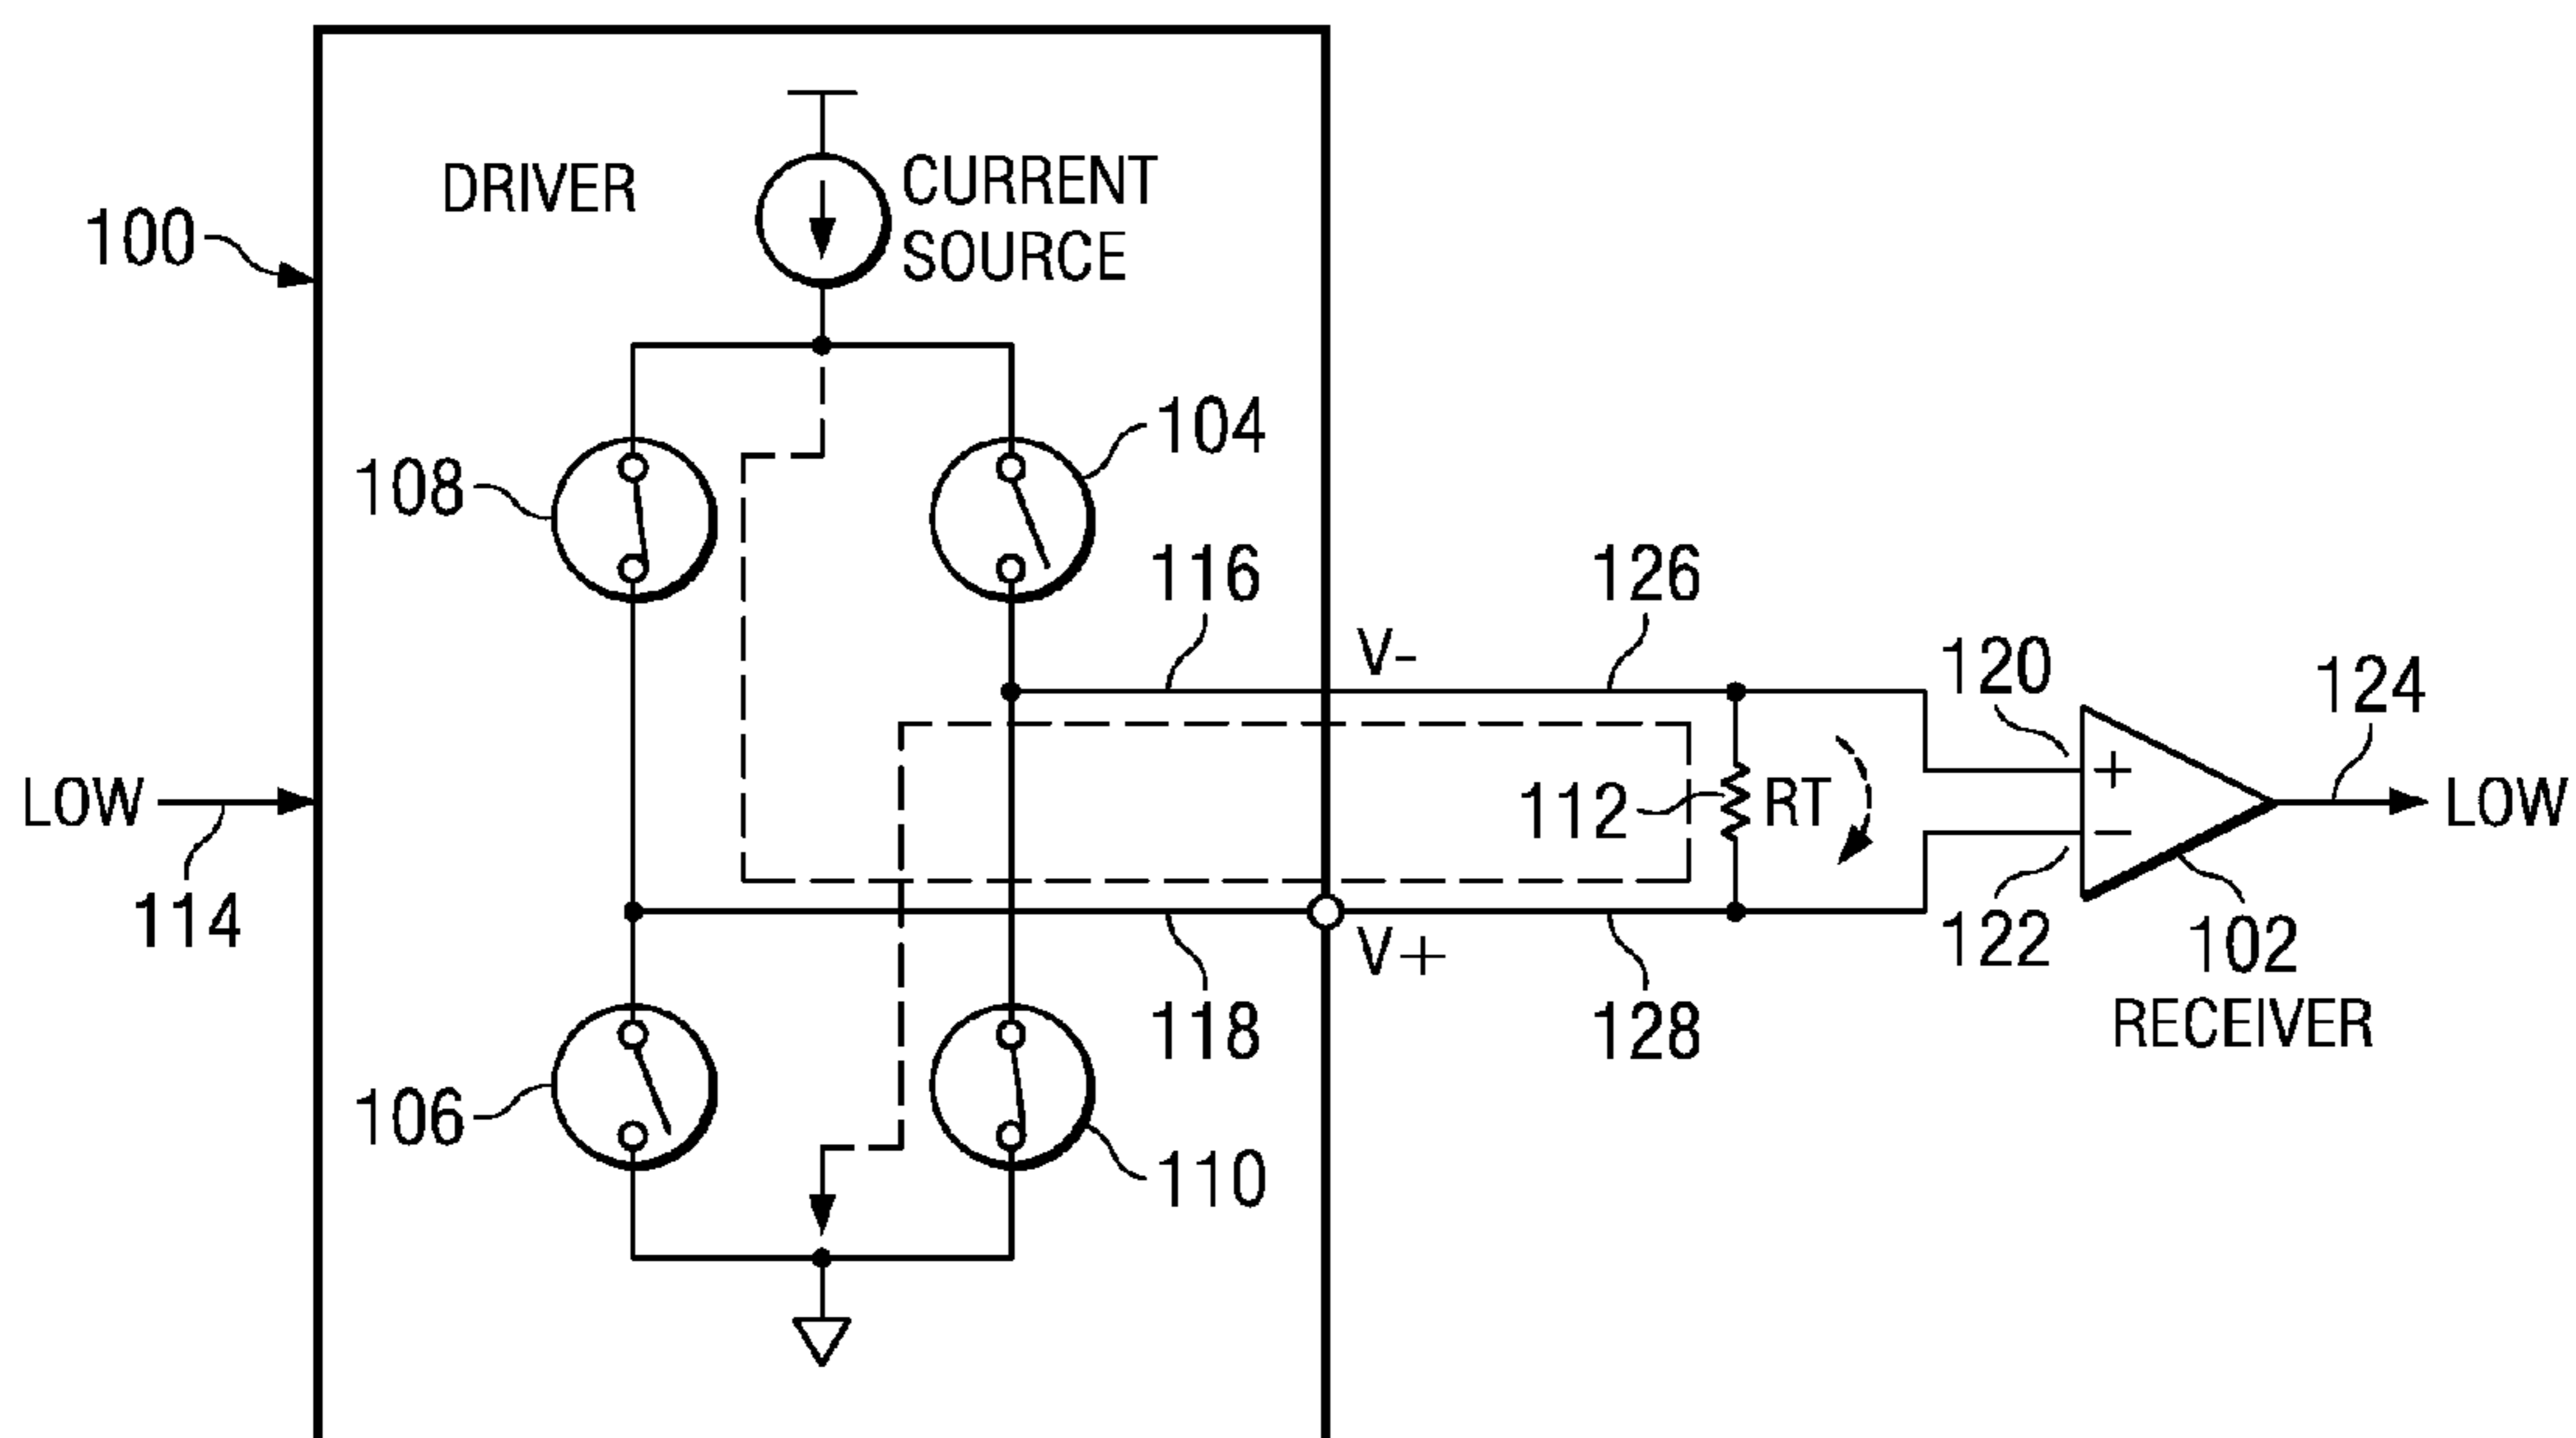 DRIVER
CURRENT
SOURCE
100
104
108
116
126
V-
120
124
LOW
114
112
RT
+
−
LOW
122
102
RECEIVER
V+
118
128
106
110